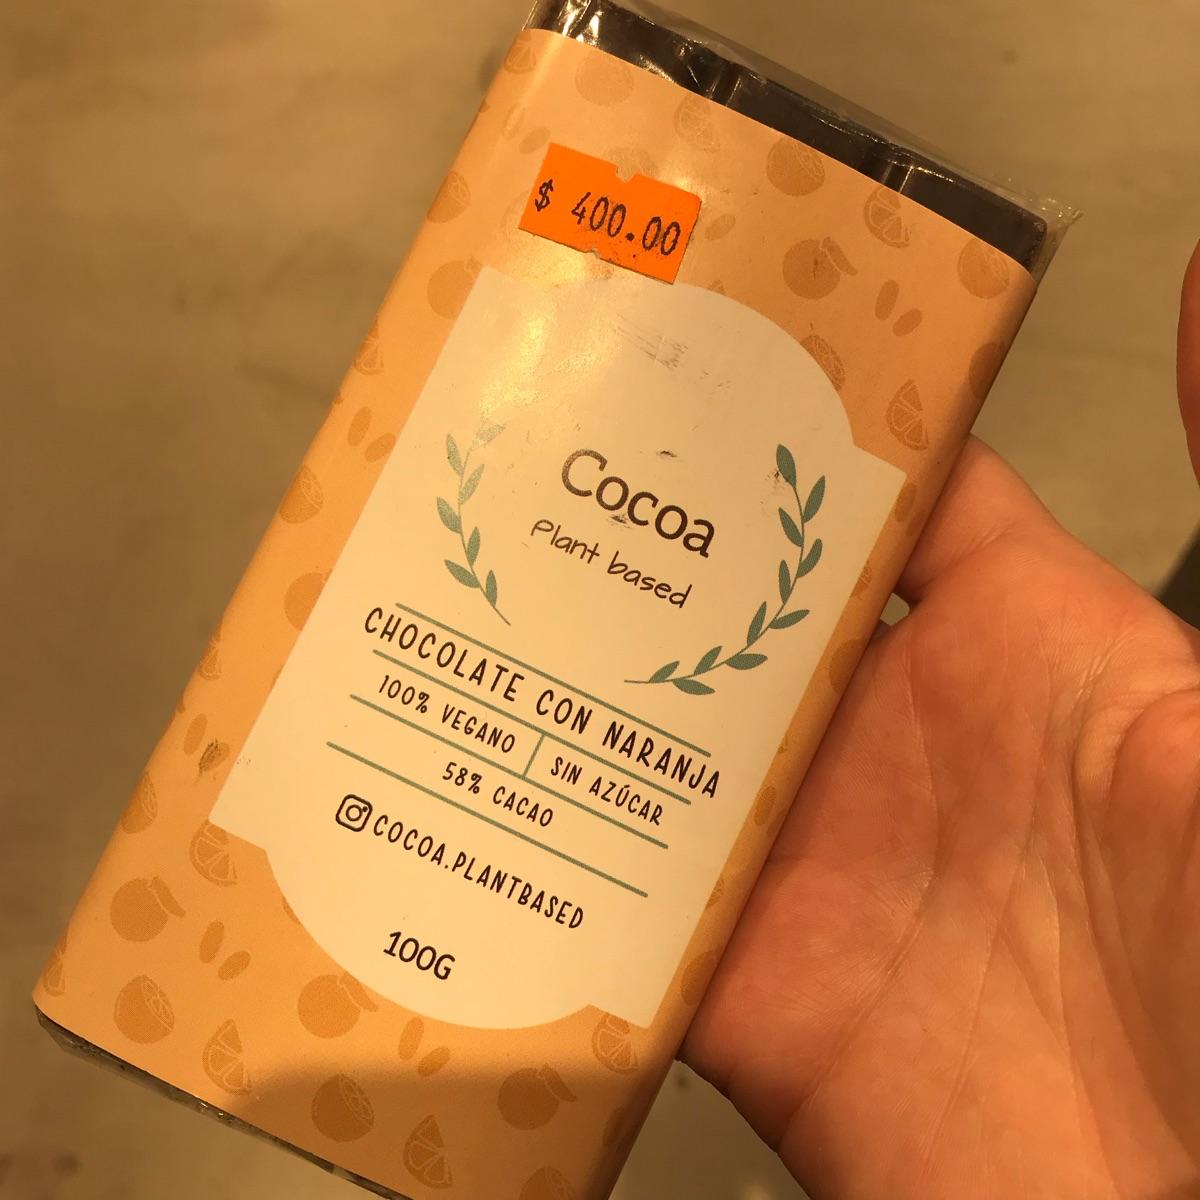 $ 400.00
Cocoa
Plant based
CHOCOLATE CON NARANJA
100% VEGANO
SIN AZÚCAR
58% CACAO
COCOA.PLANTBASED
100G